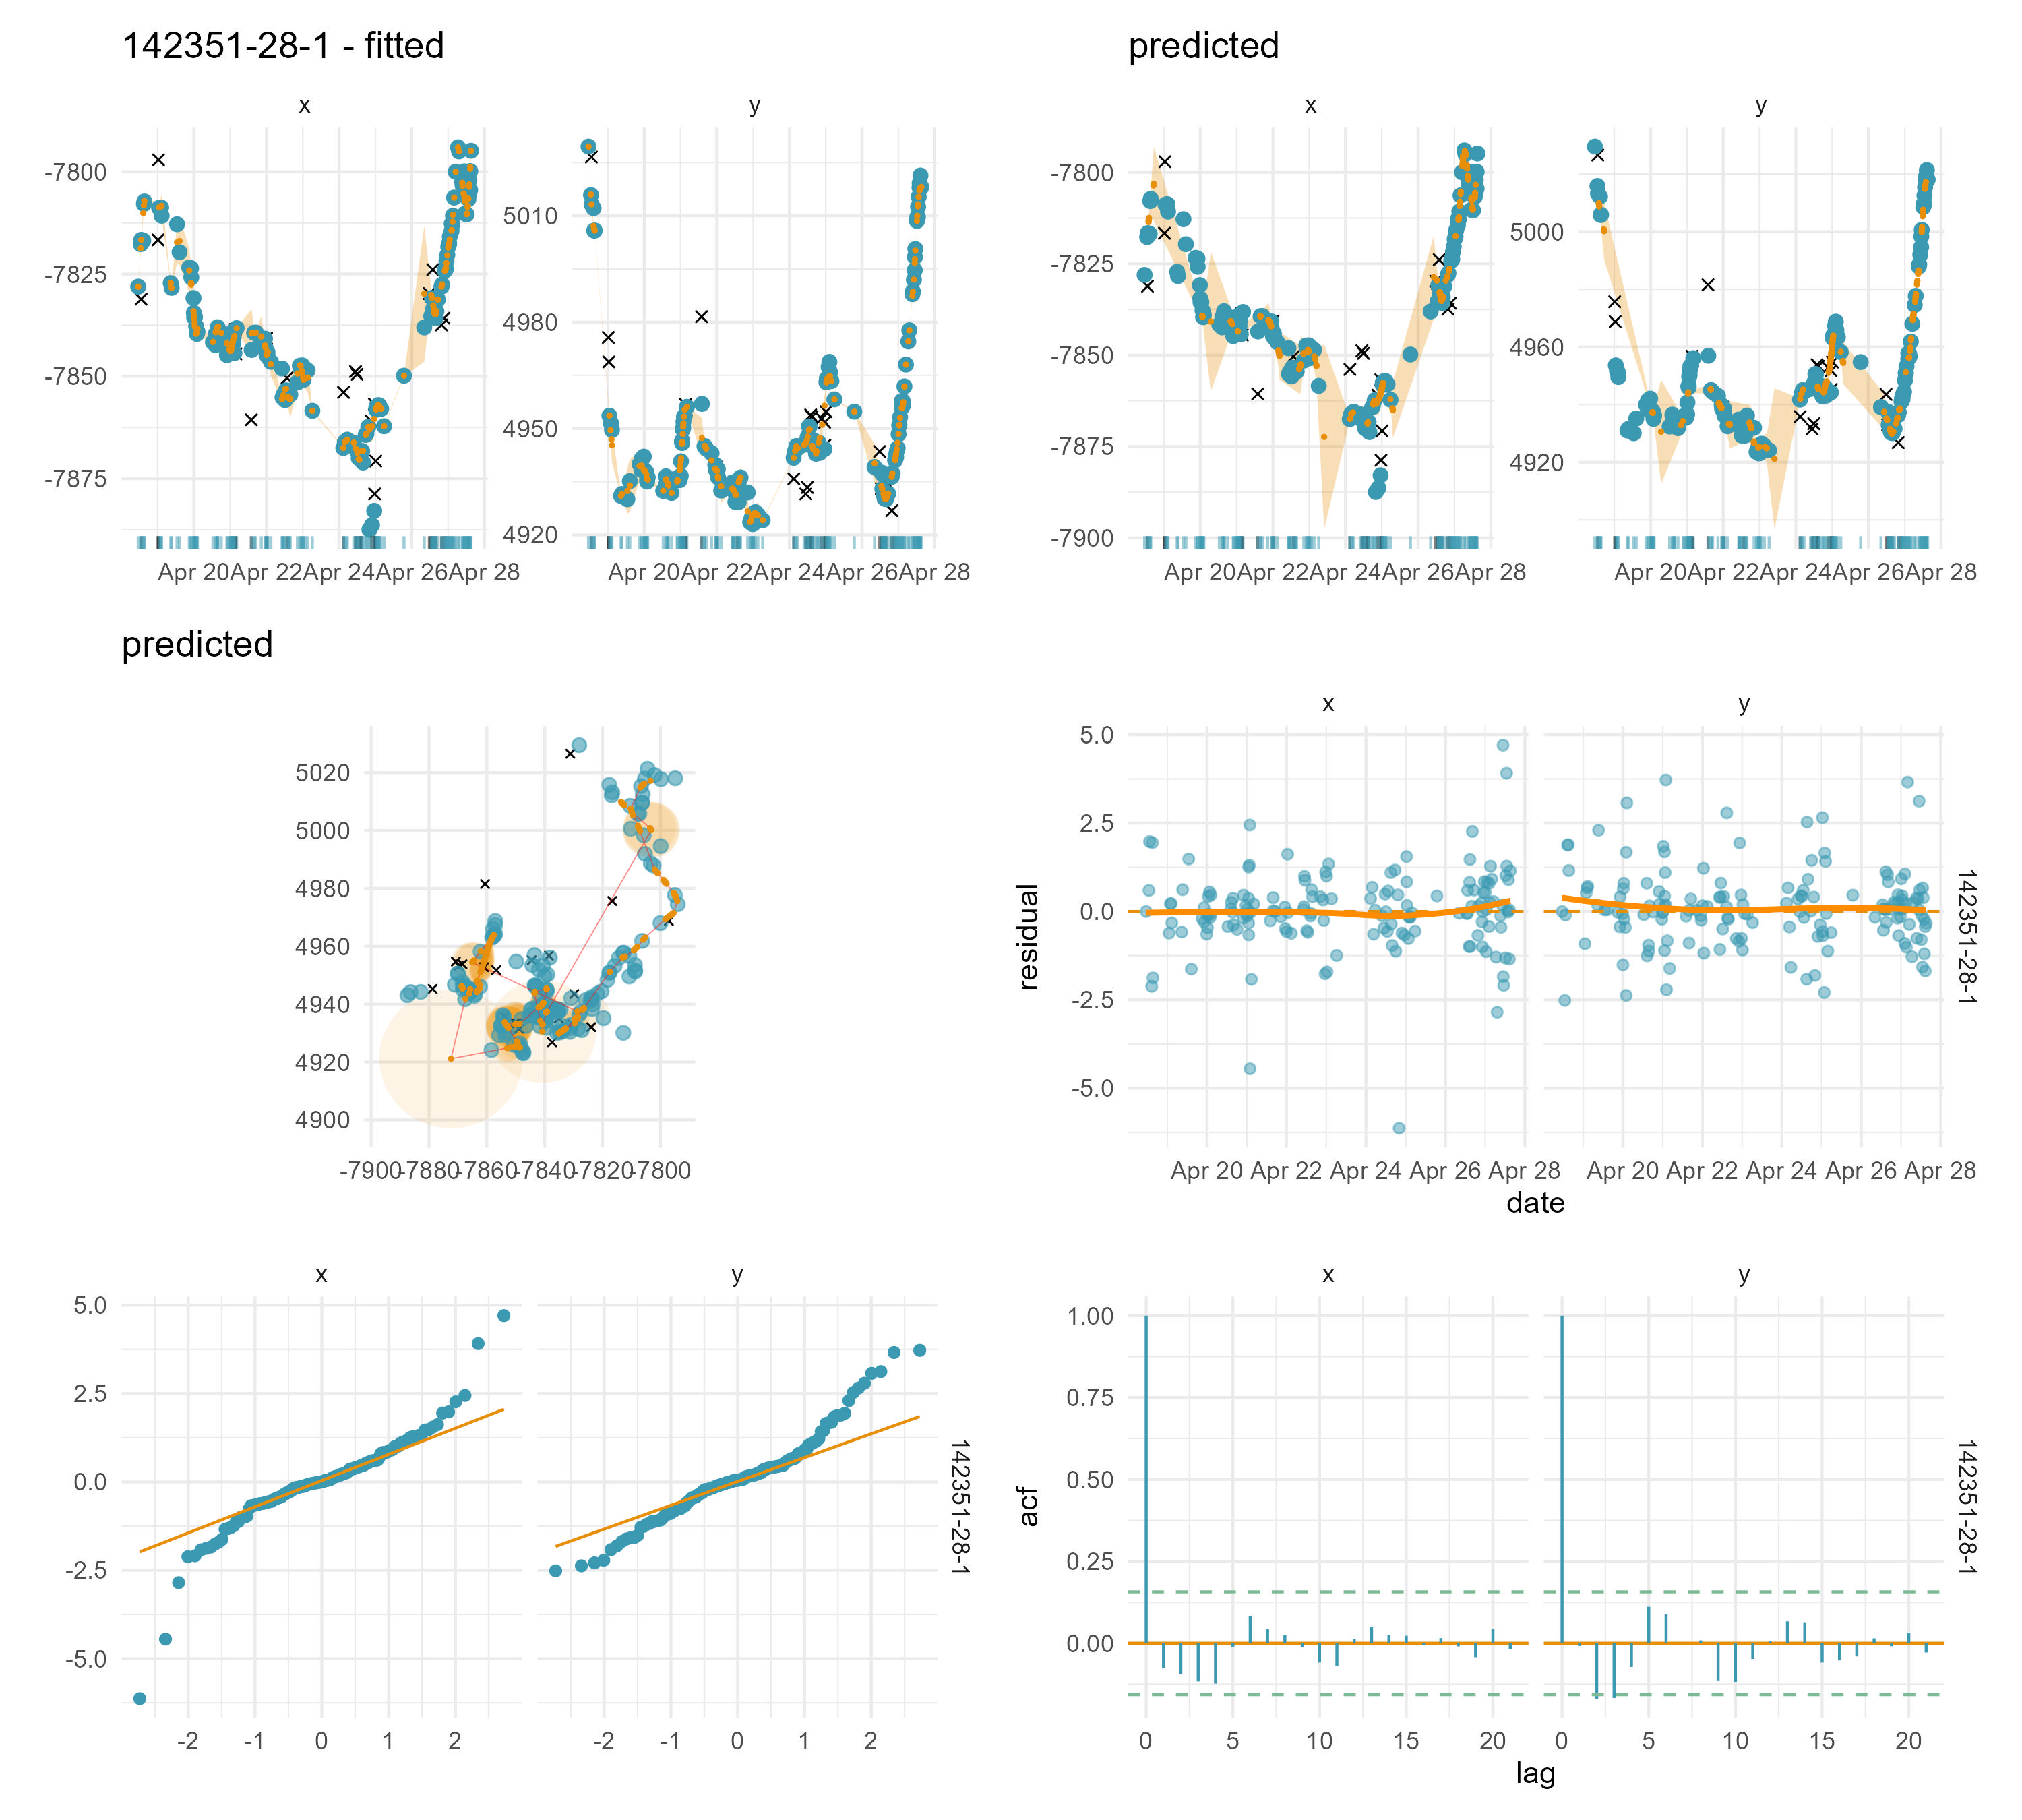 142351-28-1 - fitted
predicted
x
y
x
y
-7800
-7825
-7850
-7875
5010
4980
4950
4920
-7800
-7825
-7850
-7875
-7900
5000
4960
4920
Apr 20Apr 22Apr 24Apr 26Apr 28
Apr 20Apr 22Apr 24Apr 26Apr 28
Apr 20Apr 22Apr 24Apr 26Apr 28
Apr 20Apr 22Apr 24Apr 26Apr 28
predicted
5020
5000
4980
4960
4940
4920
4900
-7900-7880-7860-7840-7820-7800
x
y
residual
5.0
2.5
0.0
-2.5
-5.0
142351-28-1
Apr 20 Apr 22 Apr 24 Apr 26 Apr 28
Apr 20 Apr 22 Apr 24 Apr 26 Apr 28
date
x
y
5.0
2.5
0.0
-2.5
-5.0
142351-28-1
-2 -1 0 1 2
-2 -1 0 1 2
x
y
acf
1.00
0.75
0.50
0.25
0.00
142351-28-1
0 5 10 15 20
0 5 10 15 20
lag